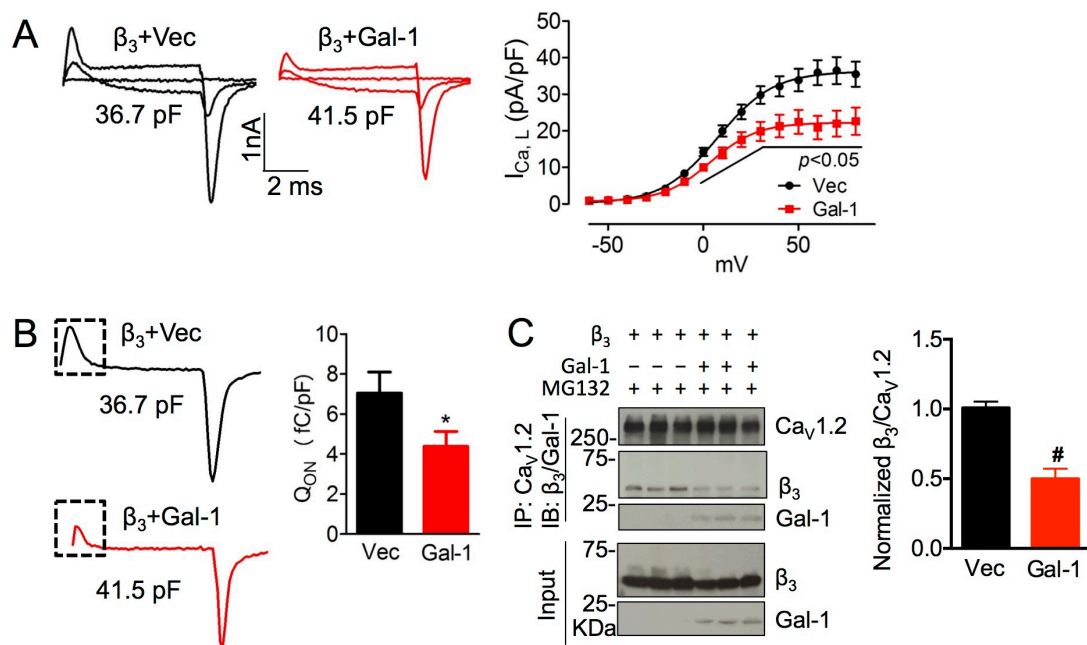 A
β3+Vec
β3+Gal-1
36.7 pF
41.5 pF
1nA
2 ms
ICa, L (pA/pF)
50
40
30
20
10
0
-50
0
50
mV
p<0.05
Vec
Gal-1
B
β3+Vec
36.7 pF
β3+Gal-1
41.5 pF
QON ( fC/pF)
10
8
6
4
2
0
*
Vec
Gal-1
C
β3 + + + + + +
Gal-1 − − − + + +
MG132 + + + + + +
IP: CaV1.2
IB: β3/Gal-1
250-
CaV1.2
75-
β3
25-
Gal-1
Input
75-
β3
25-
KDa
Gal-1
Normalized β3/CaV1.2
1.5
1.0
0.5
0.0
#
Vec
Gal-1